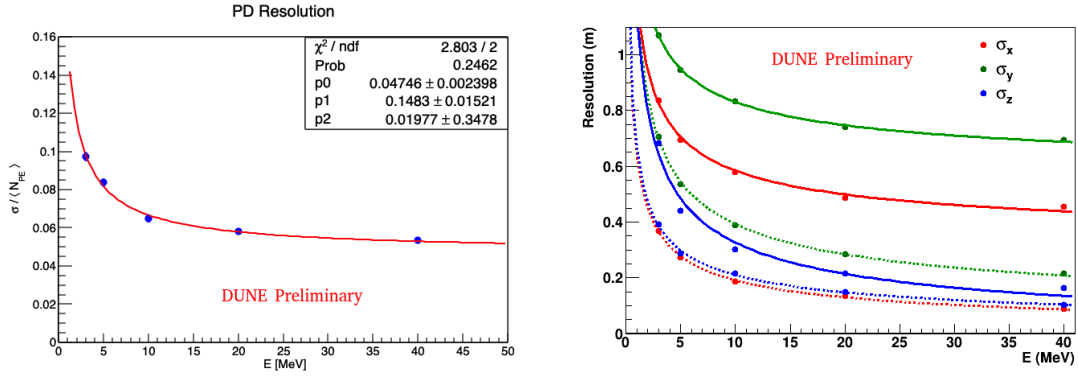 PD Resolution
χ² / ndf 2.803 / 2
Prob 0.2462
p0 0.04746 ± 0.002398
p1 0.1483 ± 0.01521
p2 0.01977 ± 0.3478
0.16
0.14
0.12
0.1
0.08
0.06
0.04
0.02
0
σ / ⟨ N_PE ⟩
DUNE Preliminary
0 5 10 15 20 25 30 35 40 45 50
E [MeV]
Resolution (m)
1
0.8
0.6
0.4
0.2
0
DUNE Preliminary
σx
σy
σz
0 5 10 15 20 25 30 35 40
E (MeV)